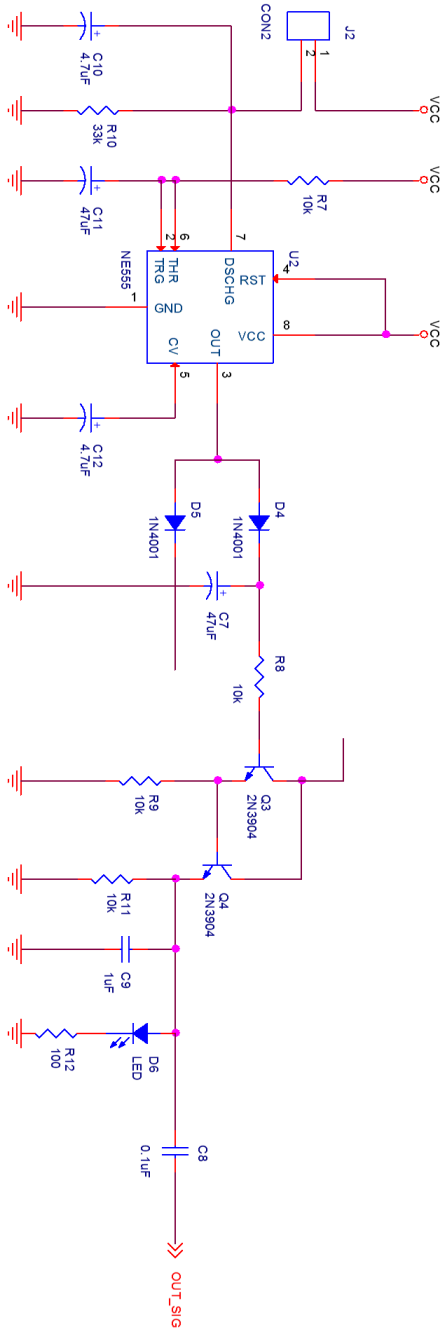 J2
CON2
1
2
VCC
VCC
VCC
C10
4.7uF
R10
33k
C11
47uF
R7
10k
7
6
2
U2
4
DSCHG
RST
THR
TRG
NE555
1
GND
VCC
8
OUT
CV
3
5
C12
4.7uF
D5
1N4001
D4
1N4001
C7
47uF
R8
10k
Q3
2N3904
R9
10k
Q4
2N3904
R11
10k
C9
1uF
D6
LED
R12
100
C8
0.1uF
OUT_SIG